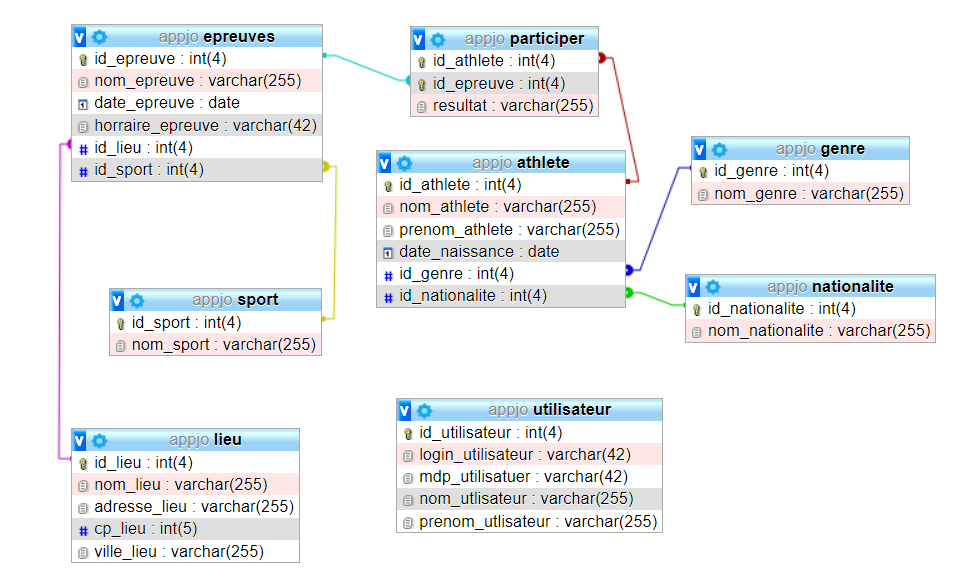 appjo epreuves
id_epreuve : int(4)
nom_epreuve : varchar(255)
date_epreuve : date
horraire_epreuve : varchar(42)
id_lieu : int(4)
id_sport : int(4)
appjo participer
id_athlete : int(4)
id_epreuve : int(4)
resultat : varchar(255)
appjo athlete
id_athlete : int(4)
nom_athlete : varchar(255)
prenom_athlete : varchar(255)
date_naissance : date
id_genre : int(4)
id_nationalite : int(4)
appjo genre
id_genre : int(4)
nom_genre : varchar(255)
appjo nationalite
id_nationalite : int(4)
nom_nationalite : varchar(255)
appjo sport
id_sport : int(4)
nom_sport : varchar(255)
appjo lieu
id_lieu : int(4)
nom_lieu : varchar(255)
adresse_lieu : varchar(255)
cp_lieu : int(5)
ville_lieu : varchar(255)
appjo utilisateur
id_utilisateur : int(4)
login_utilisateur : varchar(42)
mdp_utilisatuer : varchar(42)
nom_utlisateur : varchar(255)
prenom_utlisateur : varchar(255)